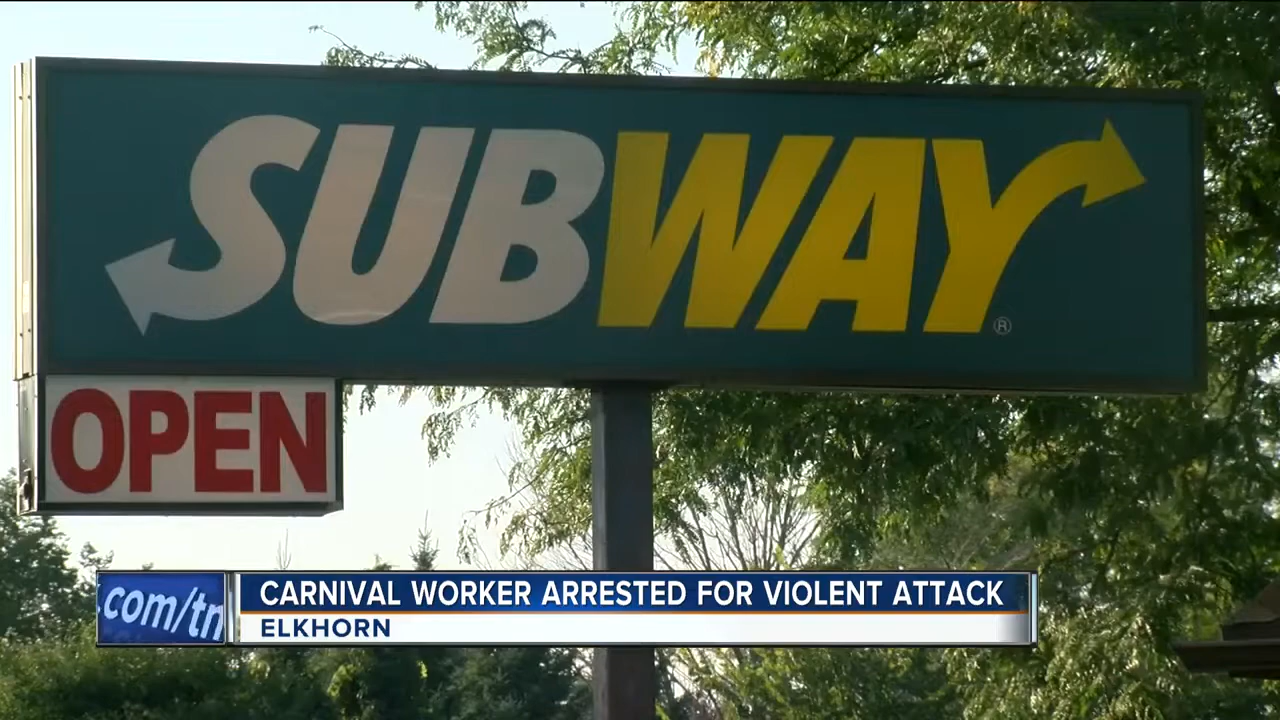 SUBWAY
®
OPEN
.com/tn
CARNIVAL WORKER ARRESTED FOR VIOLENT ATTACK
ELKHORN